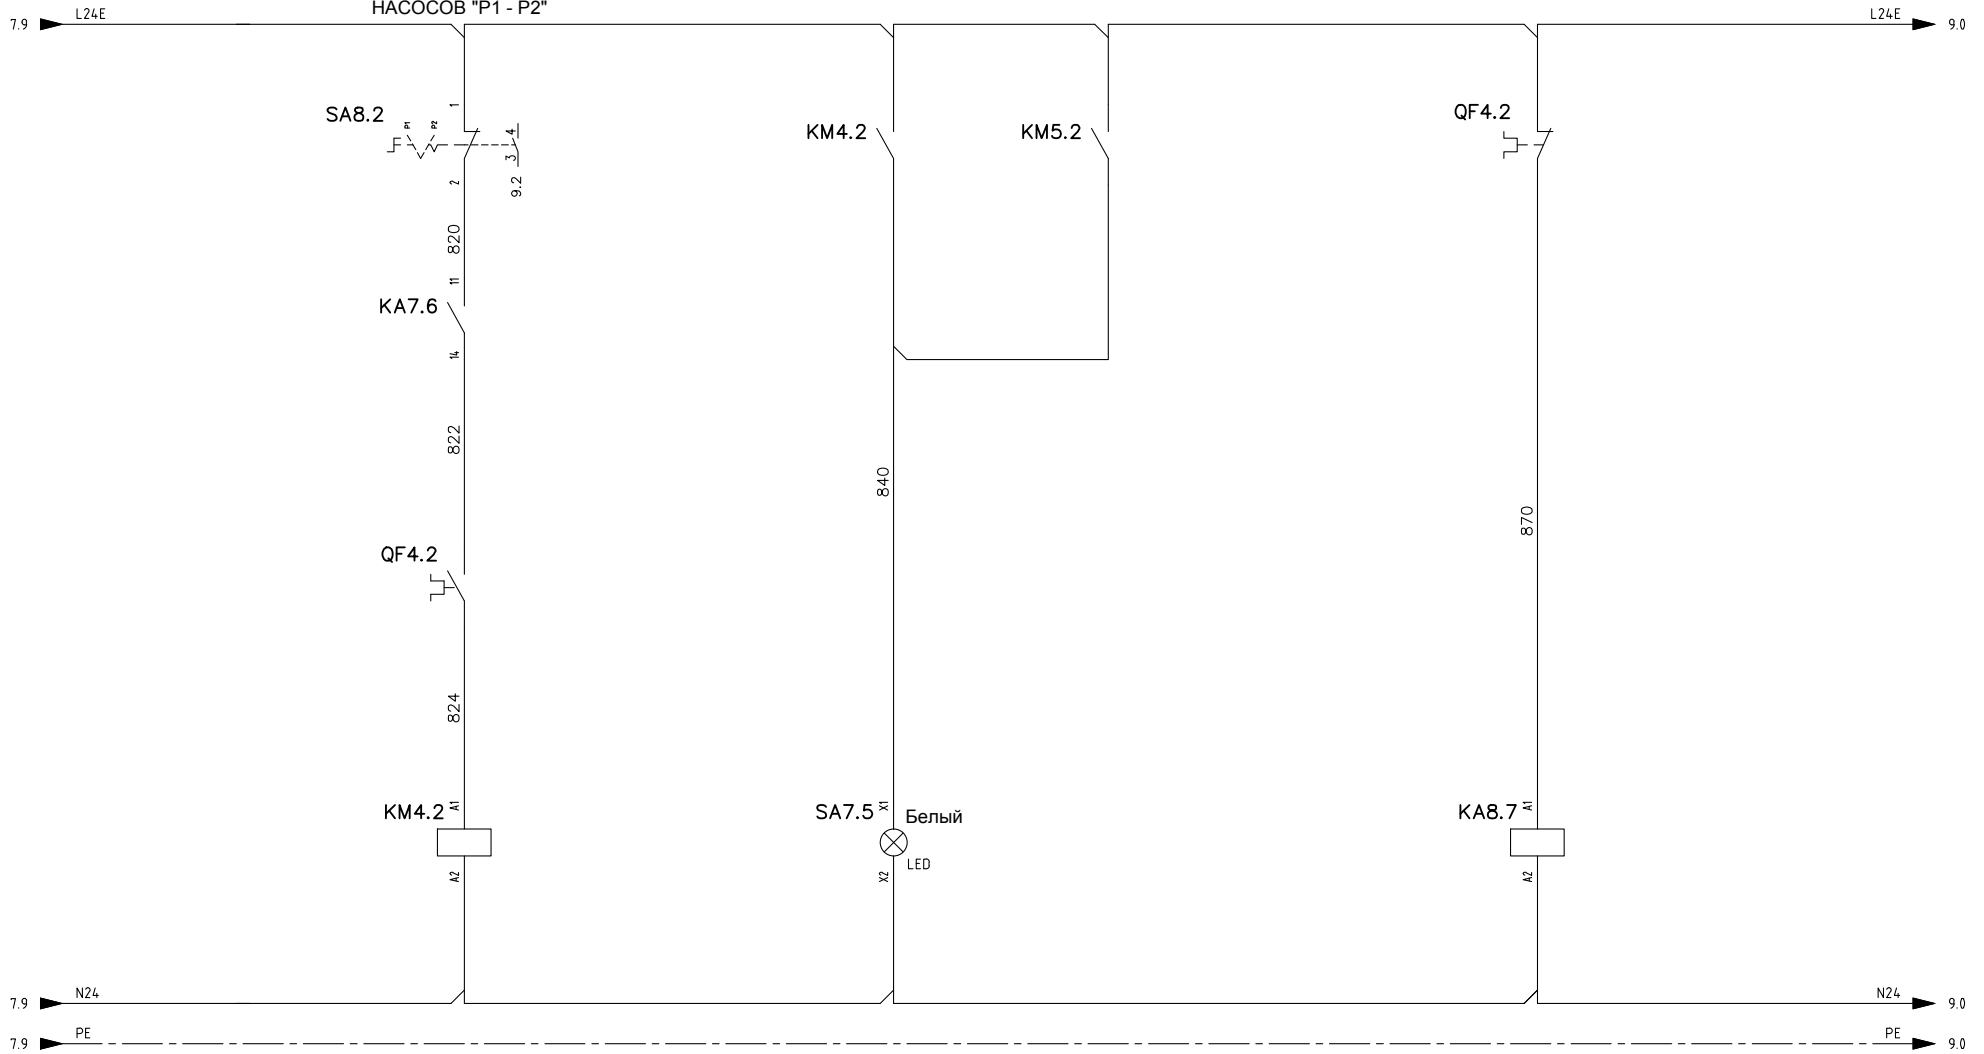 НАСОСОВ "P1 - P2"
7.9 L24E L24E 9.0
SA8.2 P1 P2 1 2 4 3 9.2
KM4.2
KM5.2
QF4.2
820
11
KA7.6
14
822
840
870
QF4.2
824
KM4.2 A1 A2
SA7.5 X1 X2 Белый
LED
KA8.7 A1 A2
7.9 N24 N24 9.0
7.9 PE PE 9.0